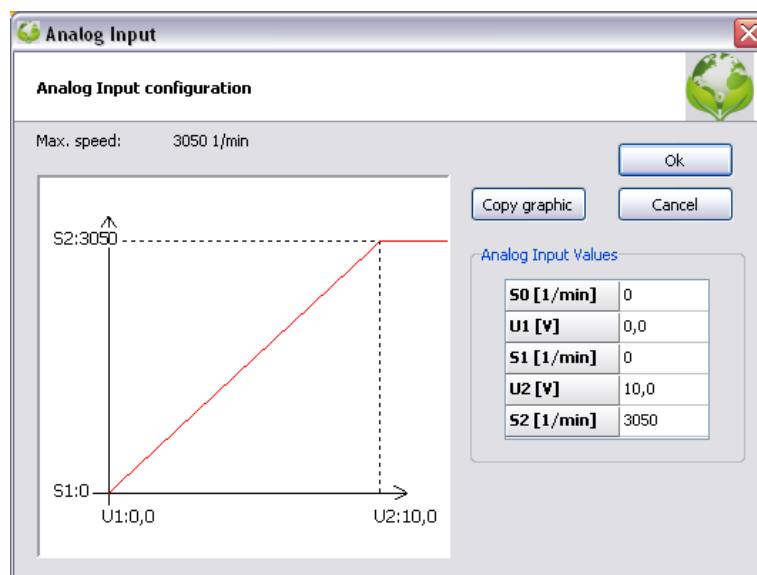 Analog Input
Analog Input configuration
Max. speed: 3050 1/min
Ok
Copy graphic
Cancel
S2:3050
S1:0
U1:0,0
U2:10,0
Analog Input Values
S0 [1/min] 0
U1 [V] 0,0
S1 [1/min] 0
U2 [V] 10,0
S2 [1/min] 3050